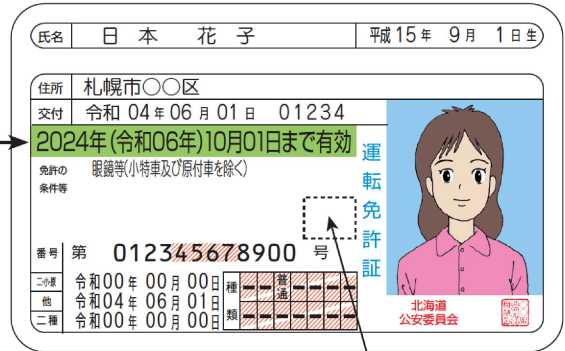 氏名 日本 花子 平成15年 9月 1日生
住所 札幌市○○区
交付 令和04年06月01日 01234
2024年(令和06年)10月01日まで有効
免許の条件等 眼鏡等(小特車及び原付車を除く)
運転免許証
番号 第 012345678900 号
二小原 令和00年00月00日
他 令和04年06月01日
二種 令和00年00月00日
種類 普通
北海道
公安委員会